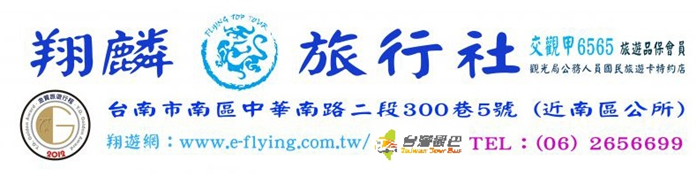 FLYING TOP TOUR
翔麟 旅行社
交觀甲6565 旅遊品保會員
觀光局公務人員國民旅遊卡特約店
台南市南區中華南路二段300巷5號 (近南區公所)
2012
翔遊網：www.e-flying.com.tw/ 台灣觀巴 TEL：(06) 2656699
Taiwan Tour Bus